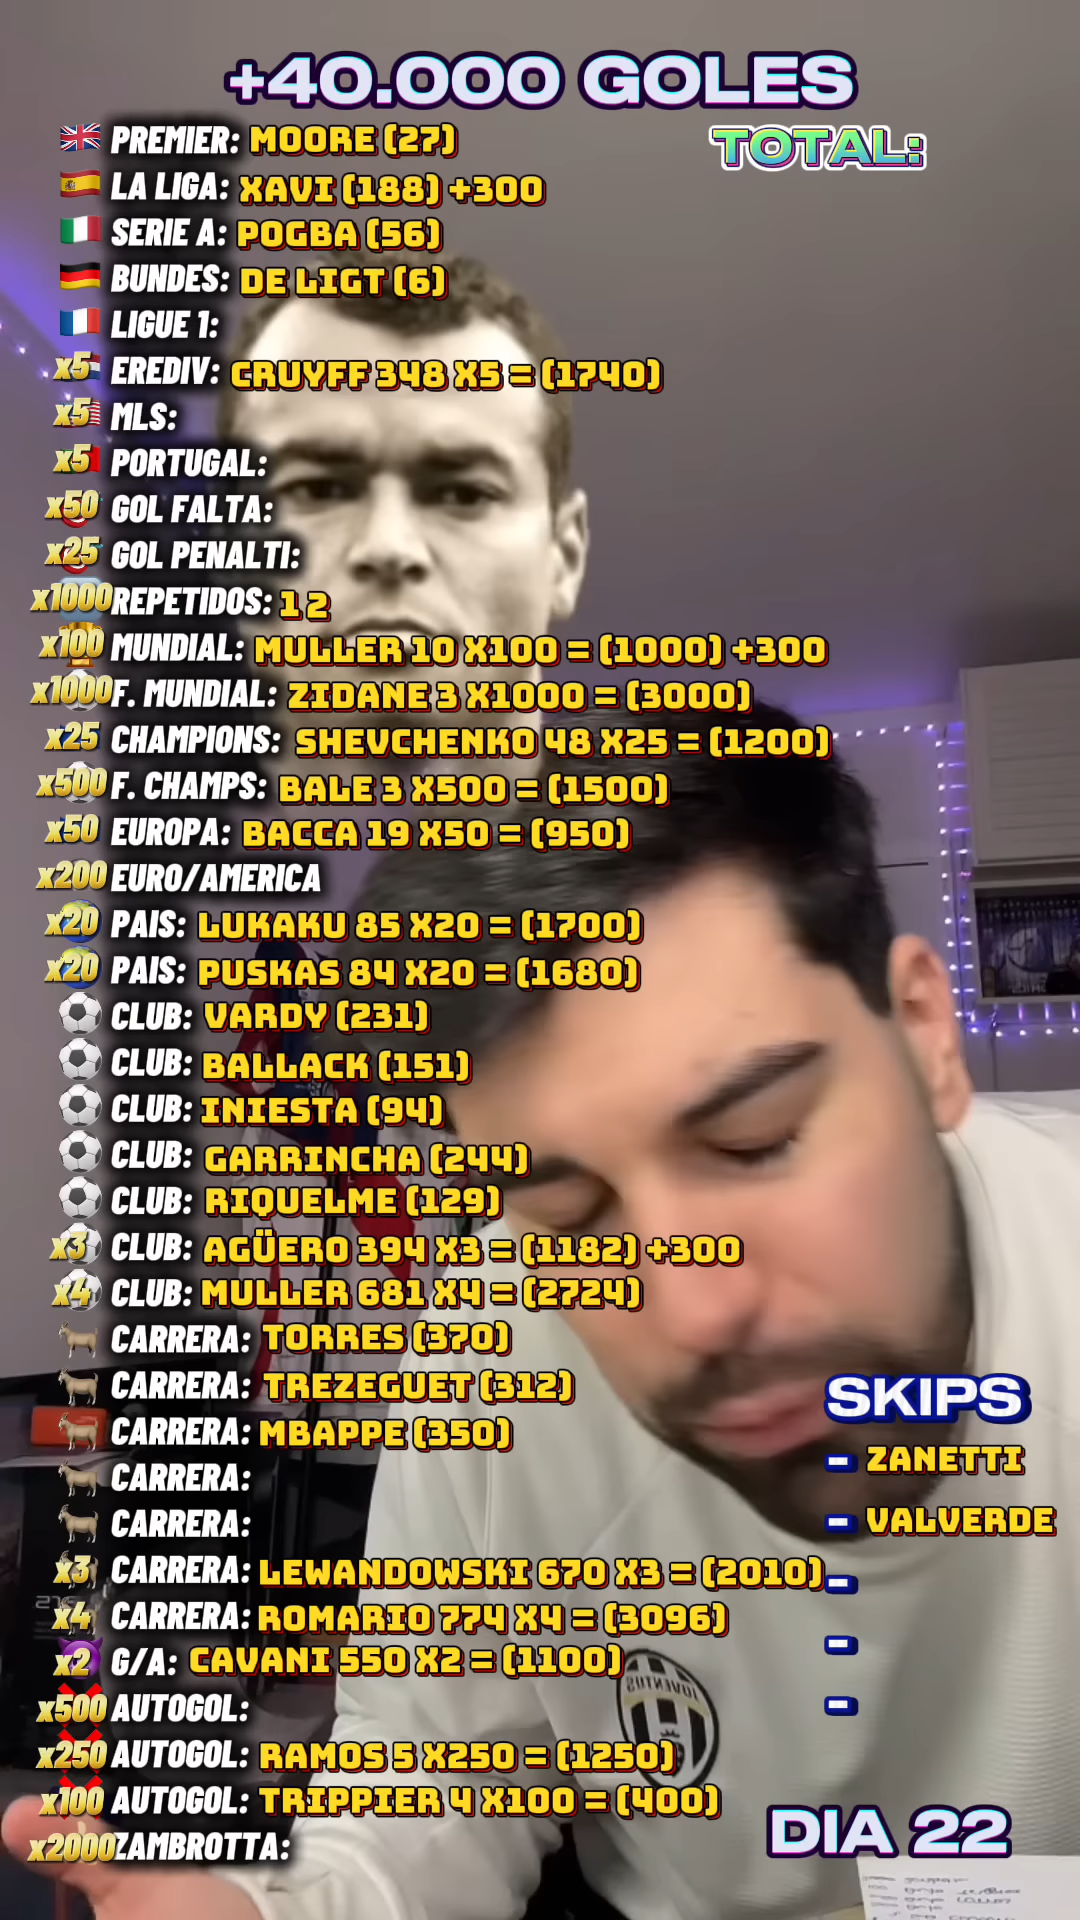 +40.000 GOLES
TOTAL:
PREMIER: MOORE (27)
LA LIGA: XAVI (188) +300
SERIE A: POGBA (56)
BUNDES: DE LIGT (6)
LIGUE 1:
x5 EREDIV: CRUYFF 348 X5 = (1740)
x5 MLS:
x5 PORTUGAL:
x50 GOL FALTA:
x25 GOL PENALTI:
x1000 REPETIDOS: 1 2
x100 MUNDIAL: MULLER 10 X100 = (1000) +300
x1000 F. MUNDIAL: ZIDANE 3 X1000 = (3000)
x25 CHAMPIONS: SHEVCHENKO 48 X25 = (1200)
x500 F. CHAMPS: BALE 3 X500 = (1500)
x50 EUROPA: BACCA 19 X50 = (950)
x200 EURO/AMERICA
x20 PAIS: LUKAKU 85 X20 = (1700)
x20 PAIS: PUSKAS 84 X20 = (1680)
CLUB: VARDY (231)
CLUB: BALLACK (151)
CLUB: INIESTA (94)
CLUB: GARRINCHA (244)
CLUB: RIQUELME (129)
x3 CLUB: AGÜERO 394 X3 = (1182) +300
x4 CLUB: MULLER 681 X4 = (2724)
CARRERA: TORRES (370)
CARRERA: TREZEGUET (312)
CARRERA: MBAPPE (350)
CARRERA:
CARRERA:
x3 CARRERA: LEWANDOWSKI 670 X3 = (2010)
x4 CARRERA: ROMARIO 774 X4 = (3096)
x2 G/A: CAVANI 550 X2 = (1100)
x500 AUTOGOL:
x250 AUTOGOL: RAMOS 5 X250 = (1250)
x100 AUTOGOL: TRIPPIER 4 X100 = (400)
x2000 ZAMBROTTA:
SKIPS
- ZANETTI
- VALVERDE
-
-
-
JUVENTUS
DIA 22